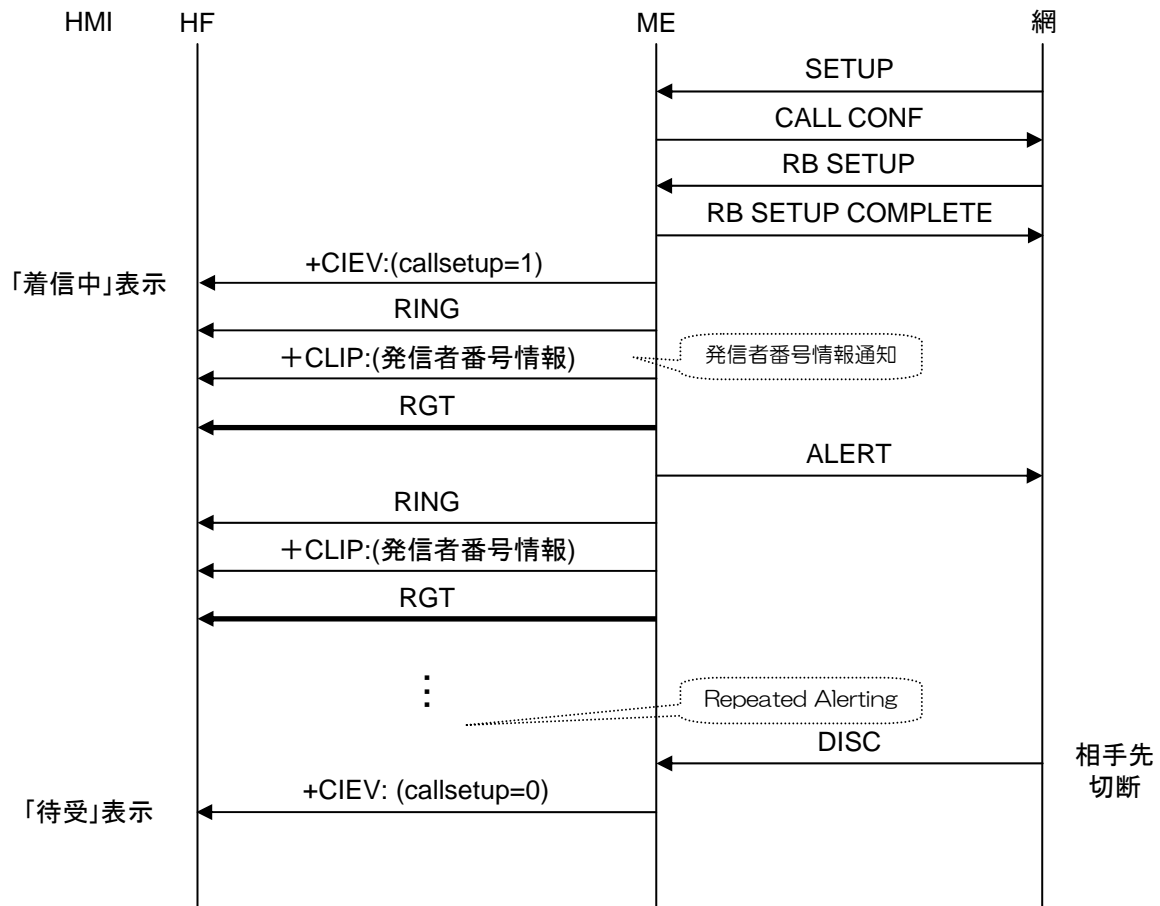 HMI HF ME 網
SETUP
CALL CONF
RB SETUP
RB SETUP COMPLETE
+CIEV:(callsetup=1)
「着信中」表示
RING
+CLIP:(発信者番号情報)
発信者番号情報通知
RGT
ALERT
RING
+CLIP:(発信者番号情報)
RGT
⋮
Repeated Alerting
DISC
相手先
切断
+CIEV: (callsetup=0)
「待受」表示